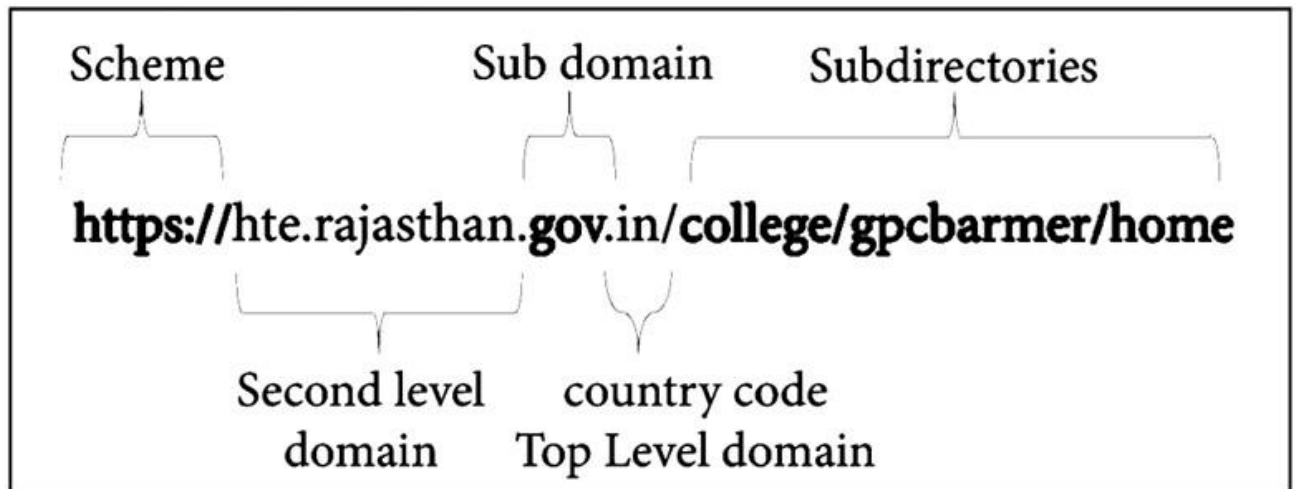 Scheme Sub domain Subdirectories
https://hte.rajasthan.gov.in/college/gpcbarmer/home
Second level country code
domain Top Level domain